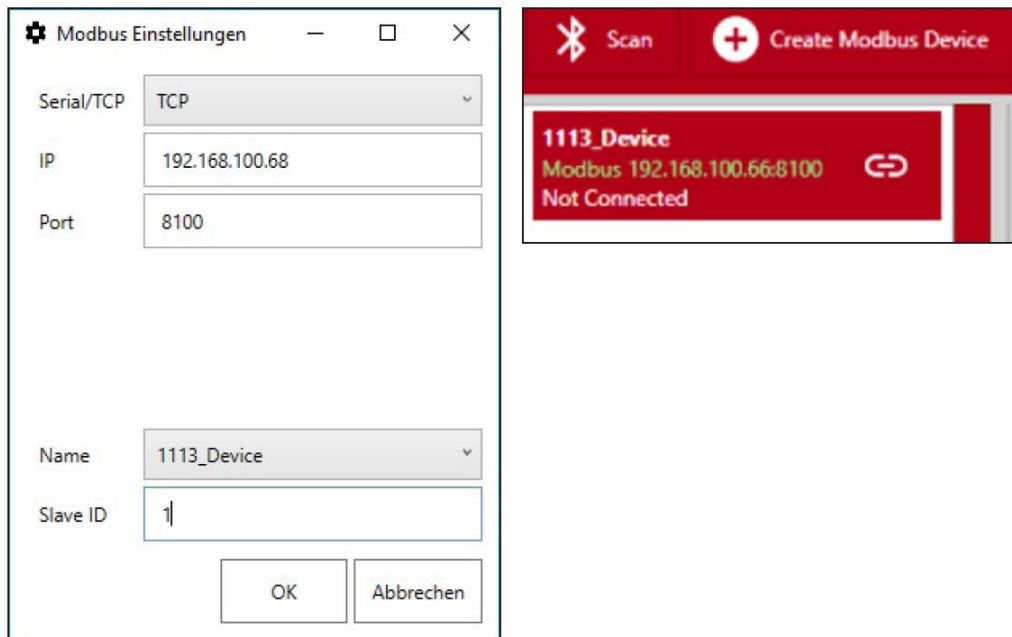 Modbus Einstellungen
Serial/TCP TCP
IP 192.168.100.68
Port 8100
Name 1113_Device
Slave ID 1
OK Abbrechen
Scan Create Modbus Device
1113_Device
Modbus 192.168.100.66:8100
Not Connected